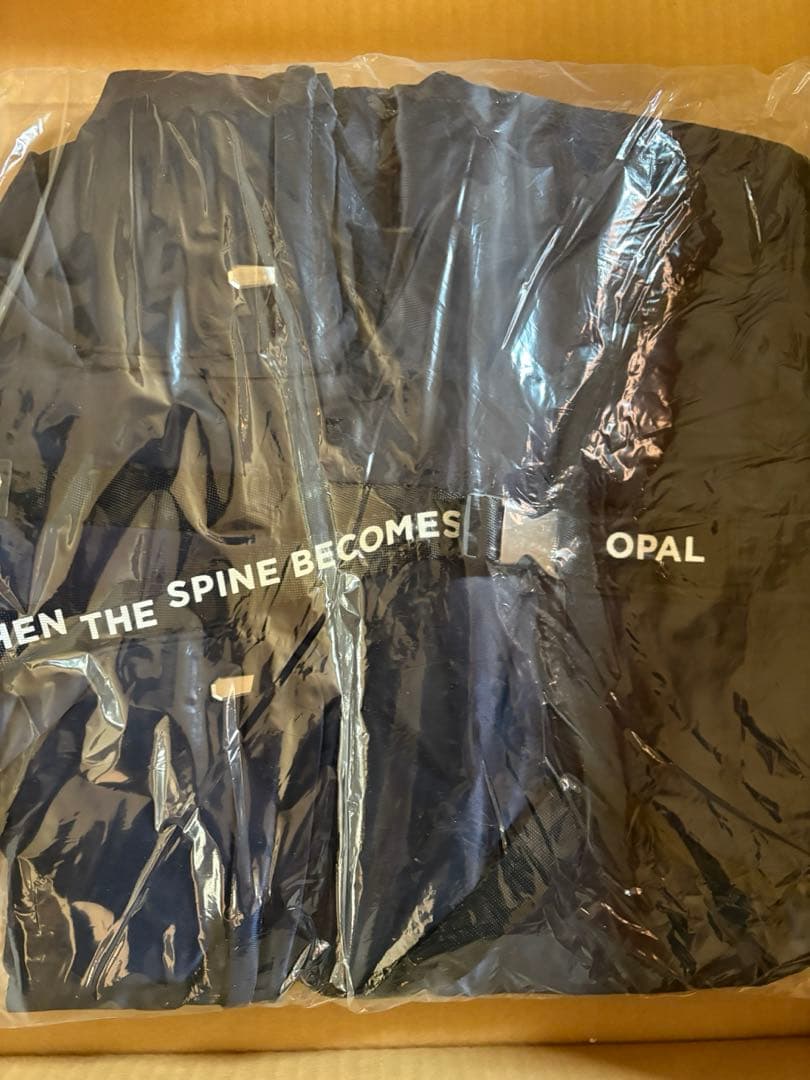 HEN THE SPINE BECOMES OPAL